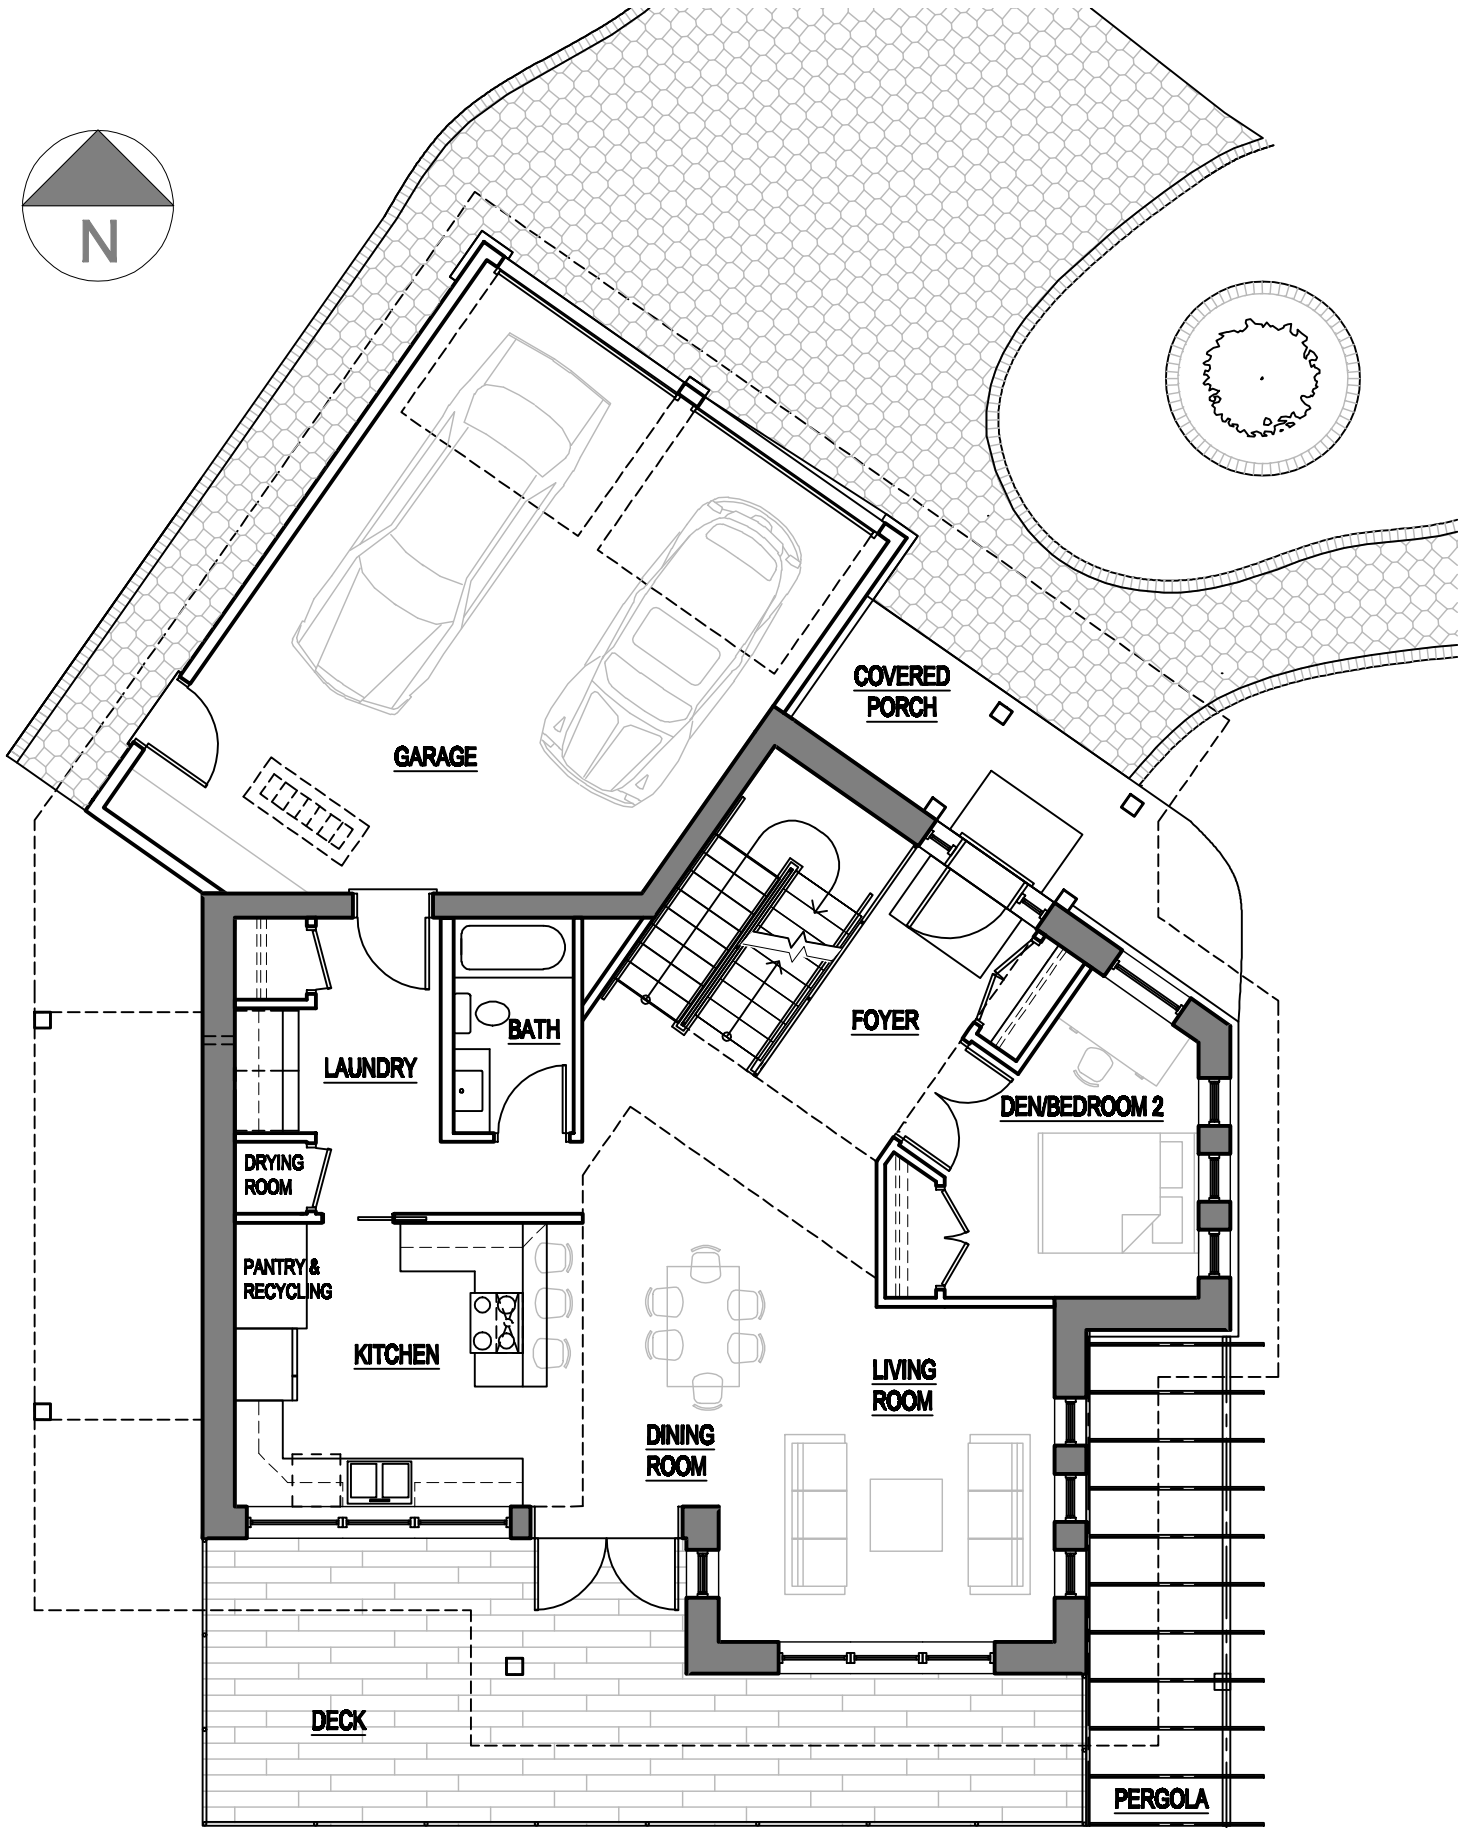 N
COVERED
PORCH
GARAGE
FOYER
BATH
LAUNDRY
DEN/BEDROOM 2
DRYING
ROOM
PANTRY &
RECYCLING
KITCHEN
LIVING
ROOM
DINING
ROOM
DECK
PERGOLA